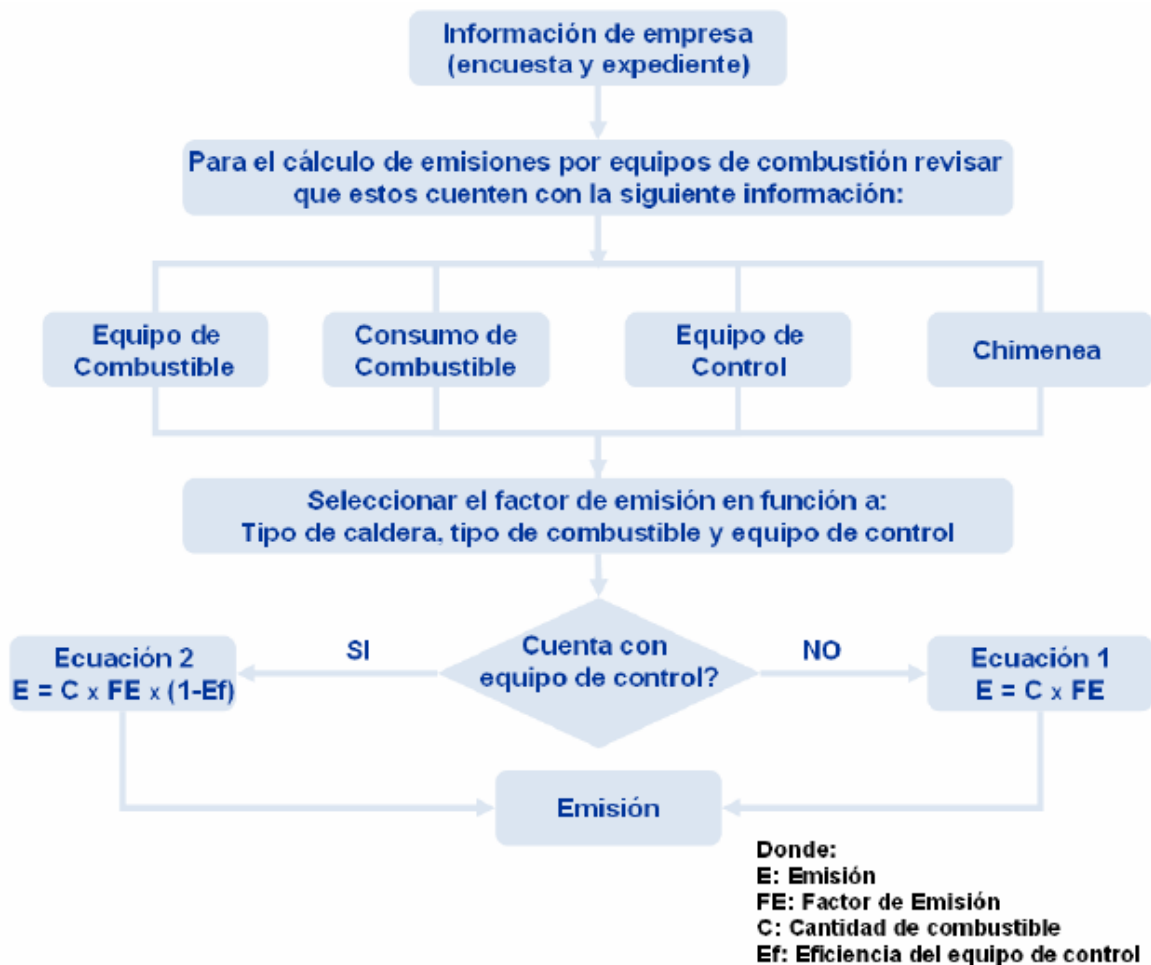 Información de empresa
(encuesta y expediente)
Para el cálculo de emisiones por equipos de combustión revisar
que estos cuenten con la siguiente información:
Equipo de
Combustible
Consumo de
Combustible
Equipo de
Control
Chimenea
Seleccionar el factor de emisión en función a:
Tipo de caldera, tipo de combustible y equipo de control
Cuenta con
equipo de control?
SI
NO
Ecuación 2
E = C x FE x (1-Ef)
Ecuación 1
E = C x FE
Emisión
Donde:
E: Emisión
FE: Factor de Emisión
C: Cantidad de combustible
Ef: Eficiencia del equipo de control